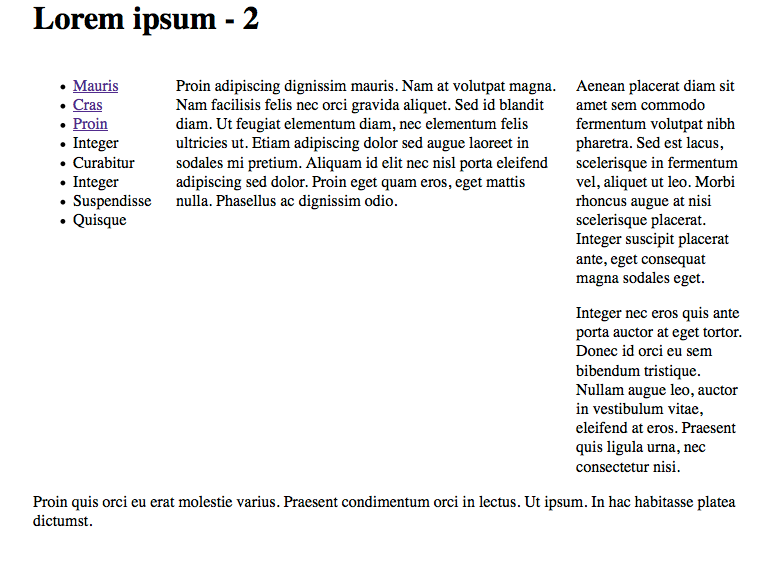 Lorem ipsum - 2
Mauris
Cras
Proin
Integer
Curabitur
Integer
Suspendisse
Quisque
Proin adipiscing dignissim mauris. Nam at volutpat magna.
Nam facilisis felis nec orci gravida aliquet. Sed id blandit
diam. Ut feugiat elementum diam, nec elementum felis
ultricies ut. Etiam adipiscing dolor sed augue laoreet in
sodales mi pretium. Aliquam id elit nec nisl porta eleifend
adipiscing sed dolor. Proin eget quam eros, eget mattis
nulla. Phasellus ac dignissim odio.
Aenean placerat diam sit
amet sem commodo
fermentum volutpat nibh
pharetra. Sed est lacus,
scelerisque in fermentum
vel, aliquet ut leo. Morbi
rhoncus augue at nisi
scelerisque placerat.
Integer suscipit placerat
ante, eget consequat
magna sodales eget.
Integer nec eros quis ante
porta auctor at eget tortor.
Donec id orci eu sem
bibendum tristique.
Nullam augue leo, auctor
in vestibulum vitae,
eleifend at eros. Praesent
quis ligula urna, nec
consectetur nisi.
Proin quis orci eu erat molestie varius. Praesent condimentum orci in lectus. Ut ipsum. In hac habitasse platea
dictumst.